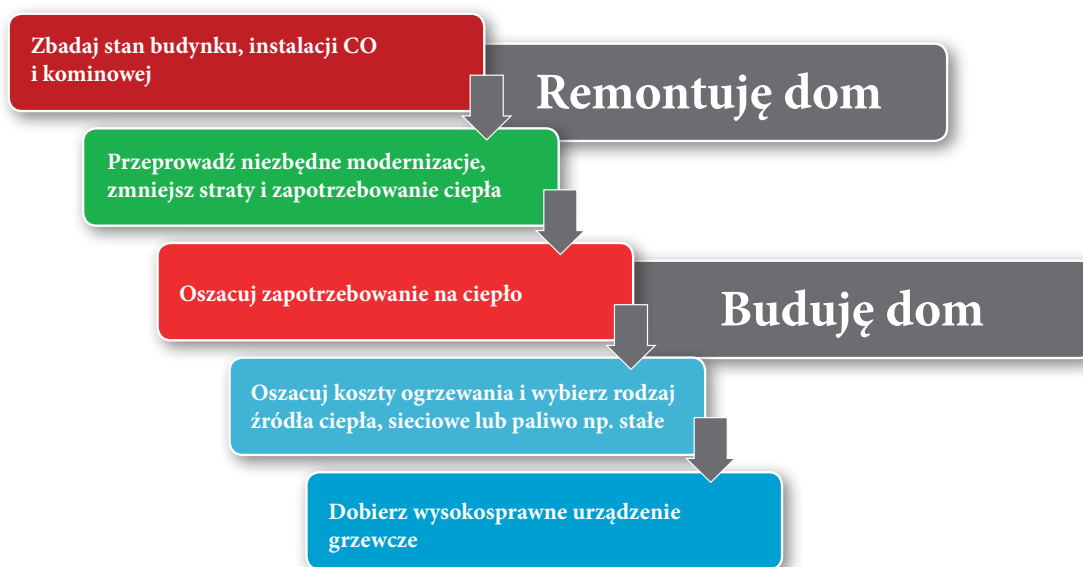 Zbadaj stan budynku, instalacji CO
i kominowej
Remontuję dom
Przeprowadź niezbędne modernizacje,
zmniejsz straty i zapotrzebowanie ciepła
Oszacuj zapotrzebowanie na ciepło
Buduję dom
Oszacuj koszty ogrzewania i wybierz rodzaj
źródła ciepła, sieciowe lub paliwo np. stałe
Dobierz wysokosprawne urządzenie
grzewcze